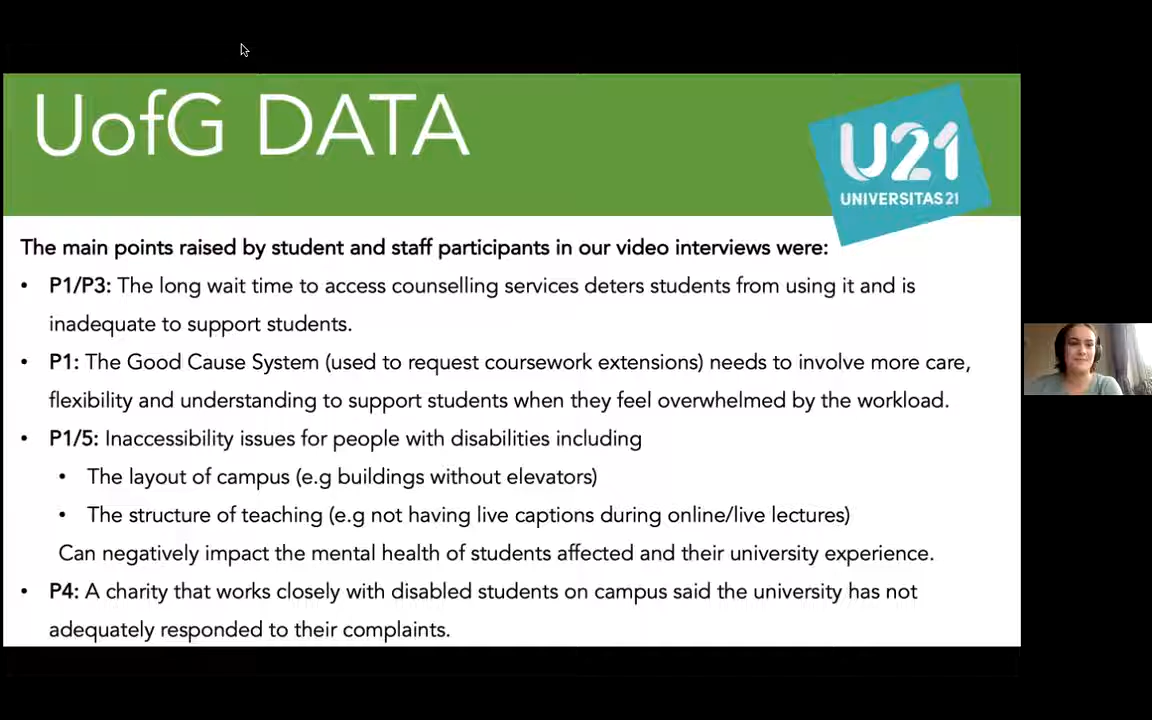 UofG DATA
U21
UNIVERSITAS 21
The main points raised by student and staff participants in our video interviews were:
• P1/P3: The long wait time to access counselling services deters students from using it and is
inadequate to support students.
• P1: The Good Cause System (used to request coursework extensions) needs to involve more care,
flexibility and understanding to support students when they feel overwhelmed by the workload.
• P1/5: Inaccessibility issues for people with disabilities including
• The layout of campus (e.g buildings without elevators)
• The structure of teaching (e.g not having live captions during online/live lectures)
Can negatively impact the mental health of students affected and their university experience.
• P4: A charity that works closely with disabled students on campus said the university has not
adequately responded to their complaints.